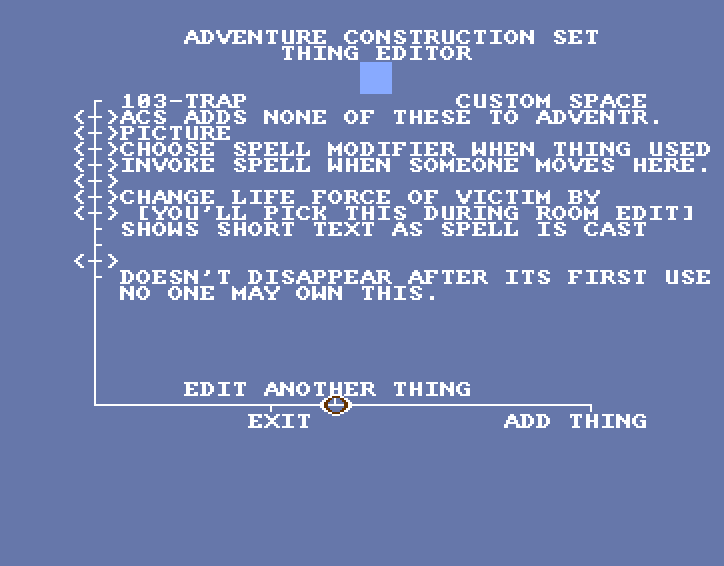 ADVENTURE CONSTRUCTION SET
THING EDITOR
103-TRAP CUSTOM SPACE
<+>ACS ADDS NONE OF THESE TO ADVENTR.
<+>PICTURE
<+>CHOOSE SPELL MODIFIER WHEN THING USED
<+>INVOKE SPELL WHEN SOMEONE MOVES HERE.
<+>
<+>CHANGE LIFE FORCE OF VICTIM BY
<+> [YOU'LL PICK THIS DURING ROOM EDIT]
SHOWS SHORT TEXT AS SPELL IS CAST
<+>
DOESN'T DISAPPEAR AFTER ITS FIRST USE
NO ONE MAY OWN THIS.
EDIT ANOTHER THING
EXIT ADD THING